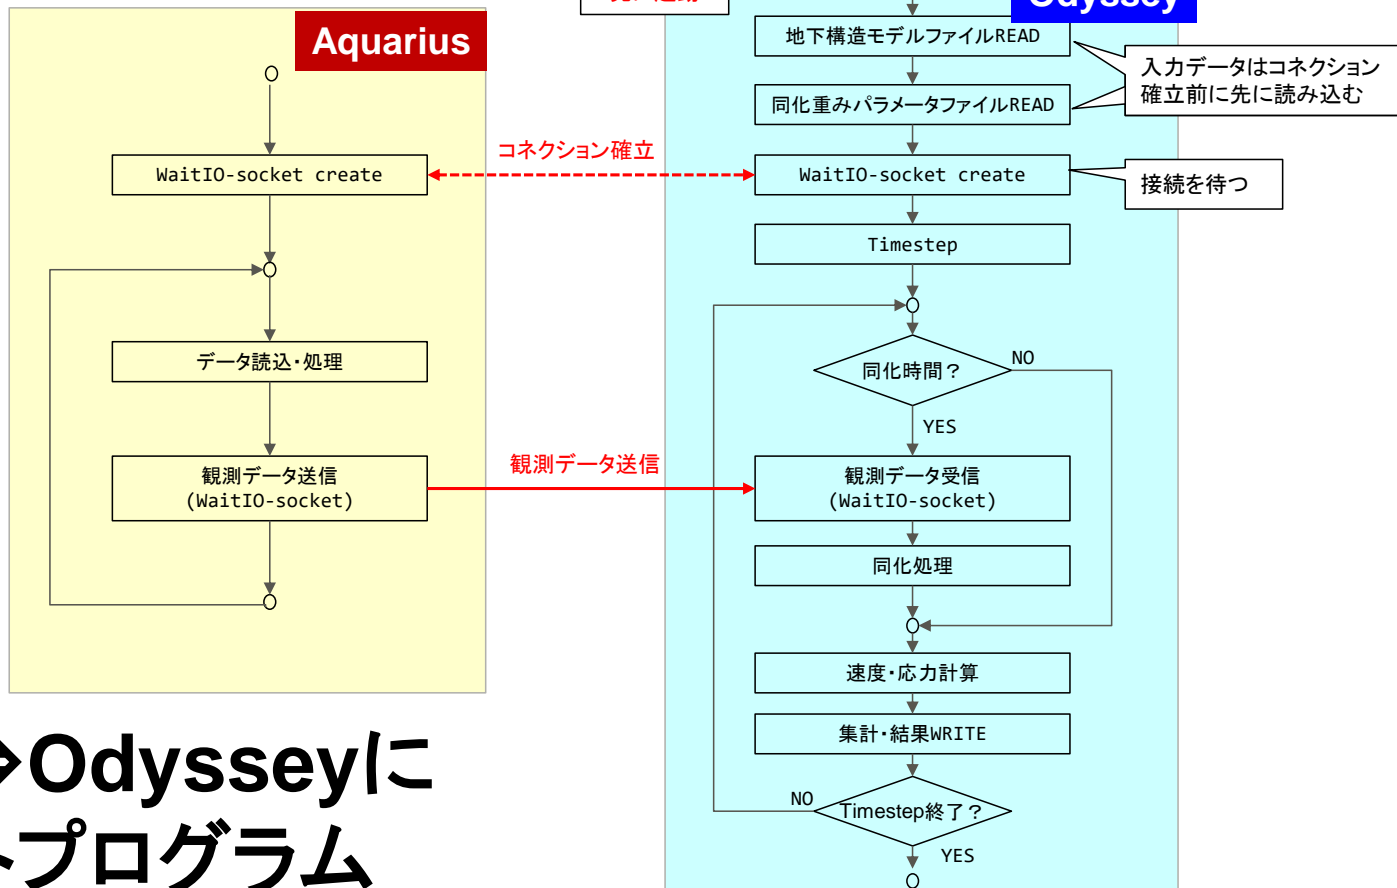 Aquarius
WaitIO-socket create
データ読込・処理
観測データ送信
(WaitIO-socket)
コネクション確立
観測データ送信
Odyssey
地下構造モデルファイルREAD
同化重みパラメータファイルREAD
入力データはコネクション
確立前に先に読み込む
WaitIO-socket create
接続を待つ
Timestep
同化時間？
NO
YES
観測データ受信
(WaitIO-socket)
同化処理
速度・応力計算
集計・結果WRITE
Timestep終了？
NO
YES
Odysseyに
トプログラム